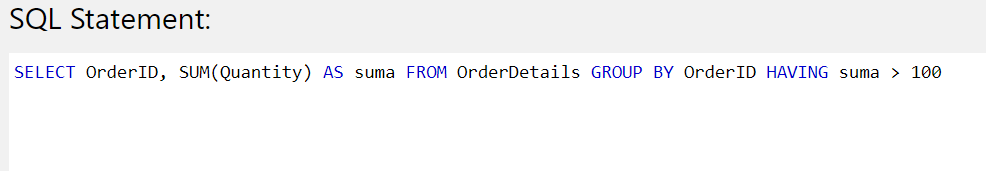 SQL Statement:
SELECT OrderID, SUM(Quantity) AS suma FROM OrderDetails GROUP BY OrderID HAVING suma > 100